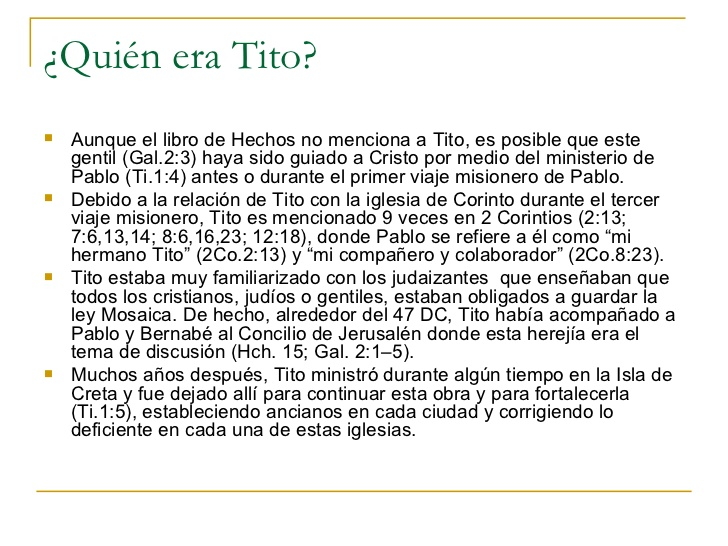 ¿Quién era Tito?
Aunque el libro de Hechos no menciona a Tito, es posible que este
gentil (Gal.2:3) haya sido guiado a Cristo por medio del ministerio de
Pablo (Ti.1:4) antes o durante el primer viaje misionero de Pablo.
Debido a la relación de Tito con la iglesia de Corinto durante el tercer
viaje misionero, Tito es mencionado 9 veces en 2 Corintios (2:13;
7:6,13,14; 8:6,16,23; 12:18), donde Pablo se refiere a él como “mi
hermano Tito” (2Co.2:13) y “mi compañero y colaborador” (2Co.8:23).
Tito estaba muy familiarizado con los judaizantes  que enseñaban que
todos los cristianos, judíos o gentiles, estaban obligados a guardar la
ley Mosaica. De hecho, alrededor del 47 DC, Tito había acompañado a
Pablo y Bernabé al Concilio de Jerusalén donde esta herejía era el
tema de discusión (Hch. 15; Gal. 2:1–5).
Muchos años después, Tito ministró durante algún tiempo en la Isla de
Creta y fue dejado allí para continuar esta obra y para fortalecerla
(Ti.1:5), estableciendo ancianos en cada ciudad y corrigiendo lo
deficiente en cada una de estas iglesias.